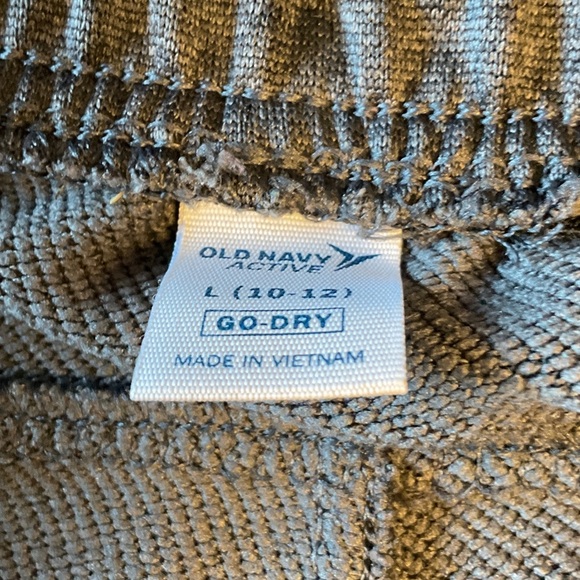 OLD NAVY
ACTIVE
L (10-12)
GO-DRY
MADE IN VIETNAM